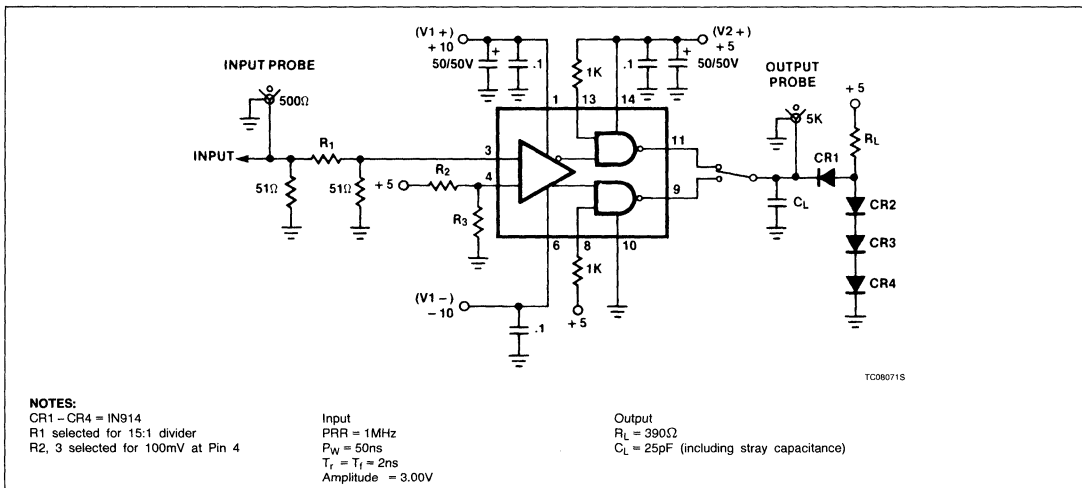 (V1+)
+10
50/50V
+
.1
1
1K
13
14
.1
+
(V2+)
+5
50/50V
INPUT PROBE
500Ω
OUTPUT
PROBE
5K
+5
RL
INPUT
R1
51Ω
51Ω
3
4
+5
R2
R3
11
9
CL
CR1
CR2
CR3
CR4
6
8
10
1K
+5
(V1−)
−10
.1
TC08071S
NOTES:
CR1 – CR4 = IN914
R1 selected for 15:1 divider
R2, 3 selected for 100mV at Pin 4
Input
PRR = 1MHz
PW = 50ns
Tr = Tf = 2ns
Amplitude = 3.00V
Output
RL = 390Ω
CL = 25pF (including stray capacitance)